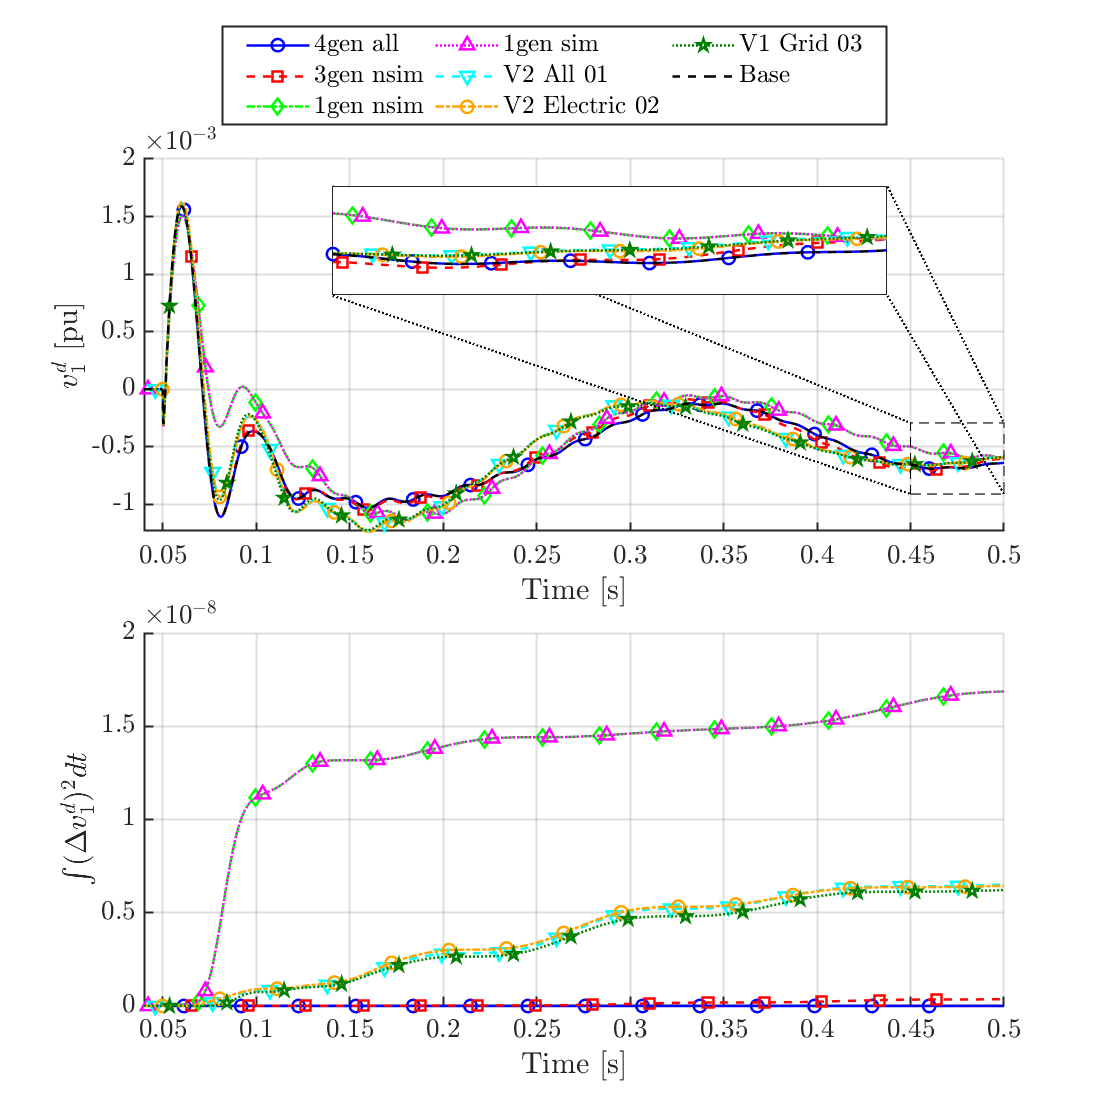 4gen all 1gen sim V1 Grid 03
3gen nsim V2 All 01 Base
1gen nsim V2 Electric 02
×10⁻³
2
1.5
1
0.5
0
-0.5
-1
v₁ᵈ [pu]
0.05 0.1 0.15 0.2 0.25 0.3 0.35 0.4 0.45 0.5
Time [s]
×10⁻⁸
2
1.5
1
0.5
0
∫(Δv₁ᵈ)²dt
0.05 0.1 0.15 0.2 0.25 0.3 0.35 0.4 0.45 0.5
Time [s]